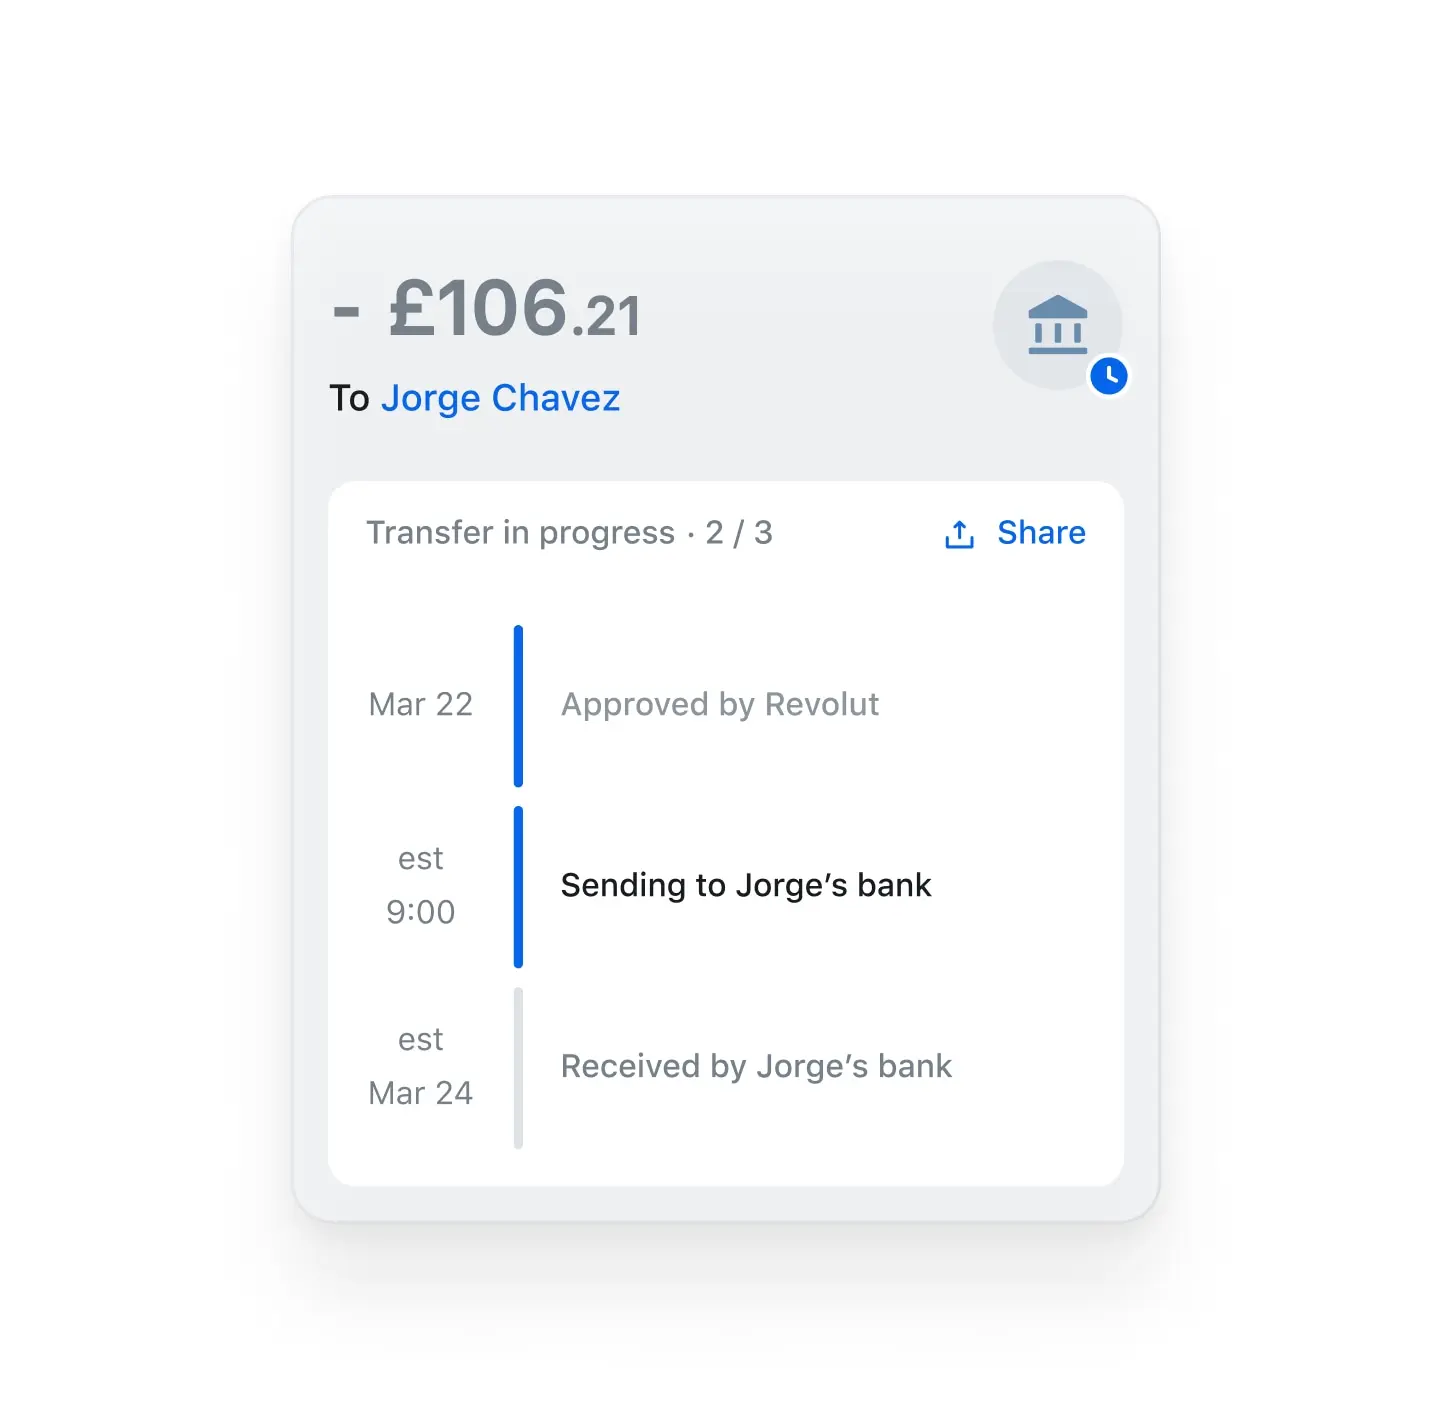 - £106.21
To Jorge Chavez
Transfer in progress · 2 / 3
Share
Mar 22
Approved by Revolut
est
9:00
Sending to Jorge’s bank
est
Mar 24
Received by Jorge’s bank